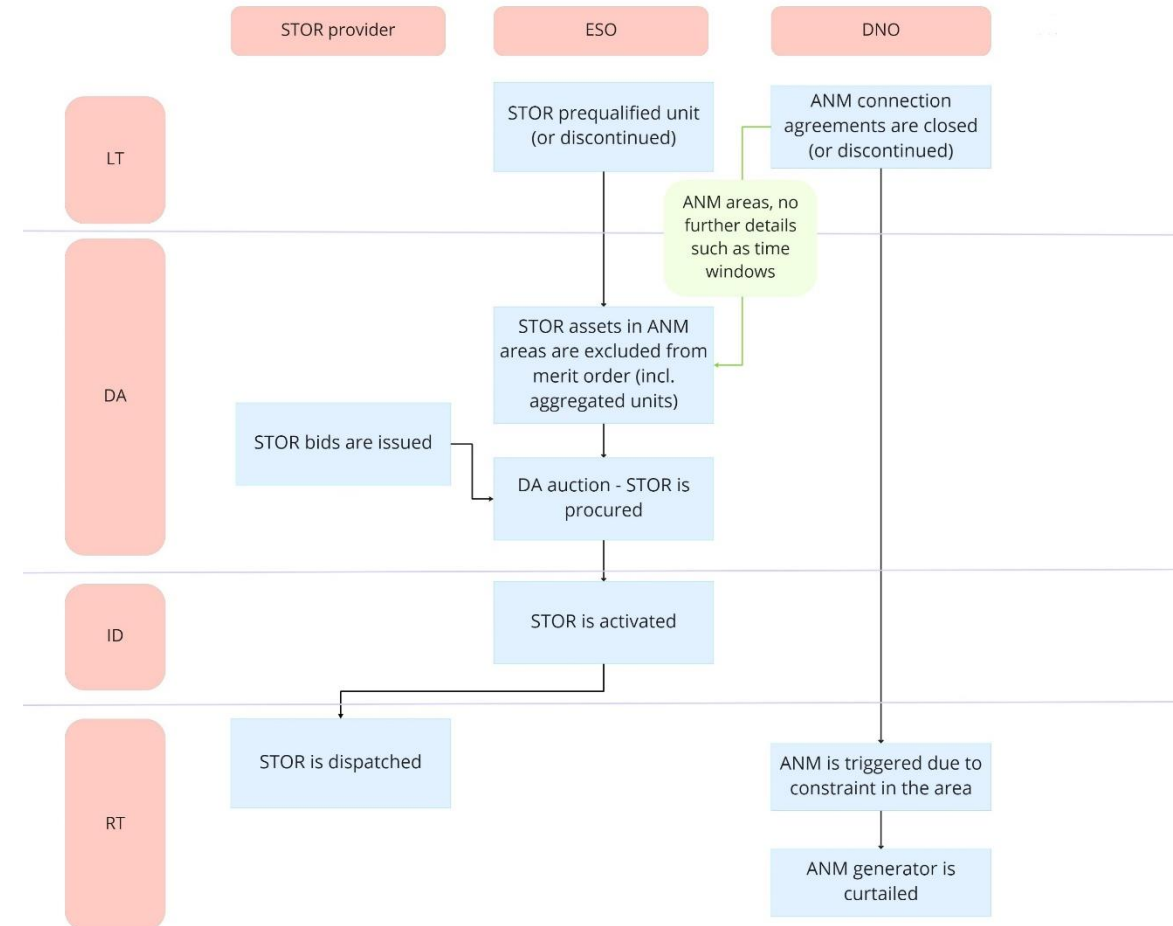 STOR provider
ESO
DNO
LT
STOR prequalified unit
(or discontinued)
ANM connection
agreements are closed
(or discontinued)
ANM areas, no
further details
such as time
windows
DA
STOR assets in ANM
areas are excluded from
merit order (incl.
aggregated units)
STOR bids are issued
DA auction - STOR is
procured
ID
STOR is activated
RT
STOR is dispatched
ANM is triggered due to
constraint in the area
ANM generator is
curtailed